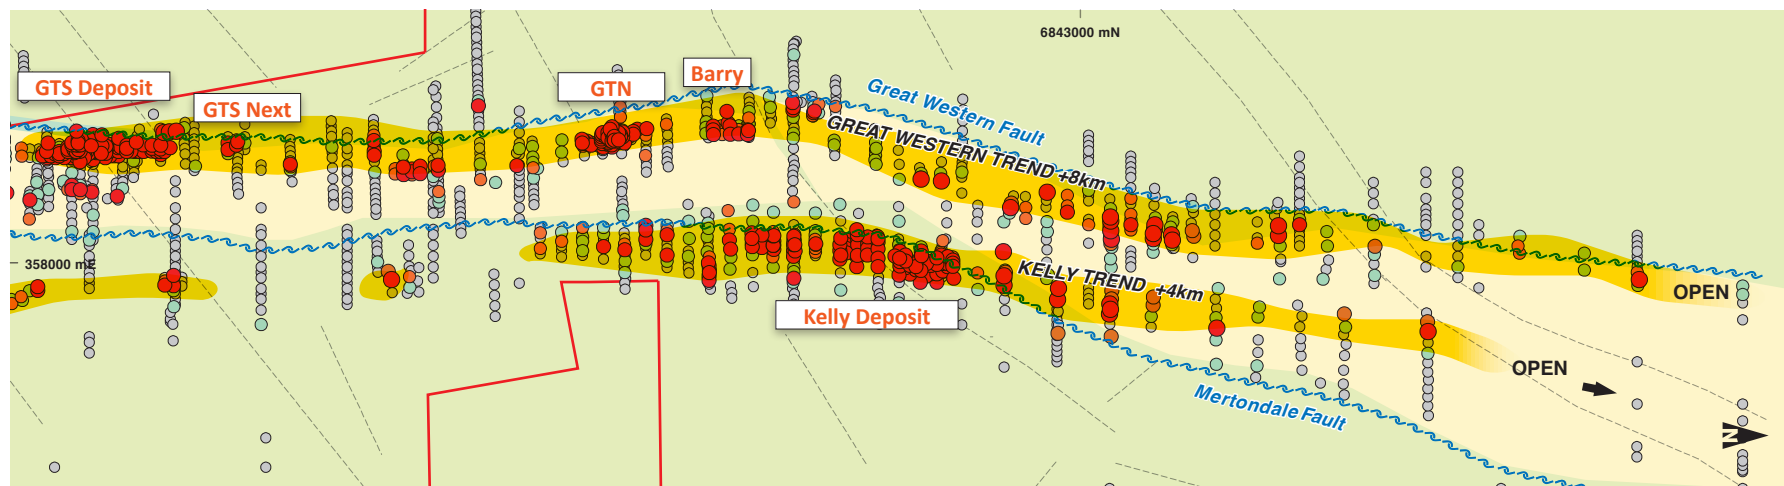 6843000 mN
GTS Deposit
GTS Next
GTN
Barry
Great Western Fault
GREAT WESTERN TREND +8km
358000 mE
KELLY TREND +4km
Kelly Deposit
OPEN
OPEN
Mertondale Fault
N